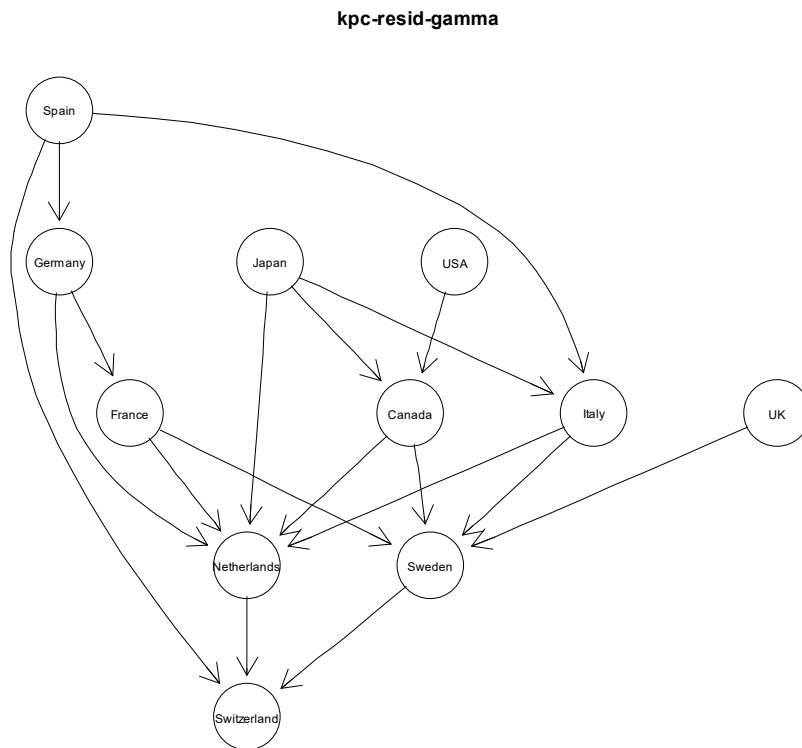 kpc-resid-gamma
Spain
Germany
Japan
USA
France
Canada
Italy
UK
Netherlands
Sweden
Switzerland